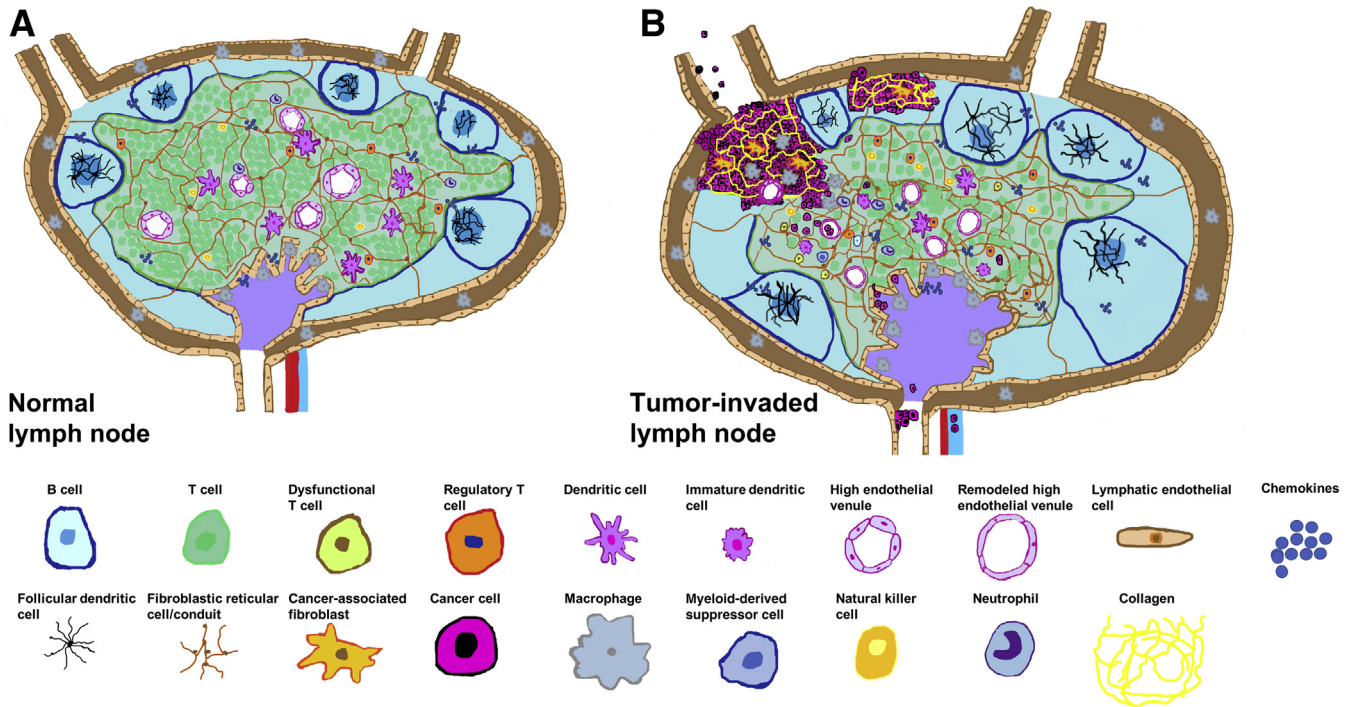 A
B
Normal
lymph node
Tumor-invaded
lymph node
B cell
T cell
Dysfunctional
T cell
Regulatory T
cell
Dendritic cell
Immature dendritic
cell
High endothelial
venule
Remodeled high
endothelial venule
Lymphatic endothelial
cell
Chemokines
Follicular dendritic
cell
Fibroblastic reticular
cell/conduit
Cancer-associated
fibroblast
Cancer cell
Macrophage
Myeloid-derived
suppressor cell
Natural killer
cell
Neutrophil
Collagen